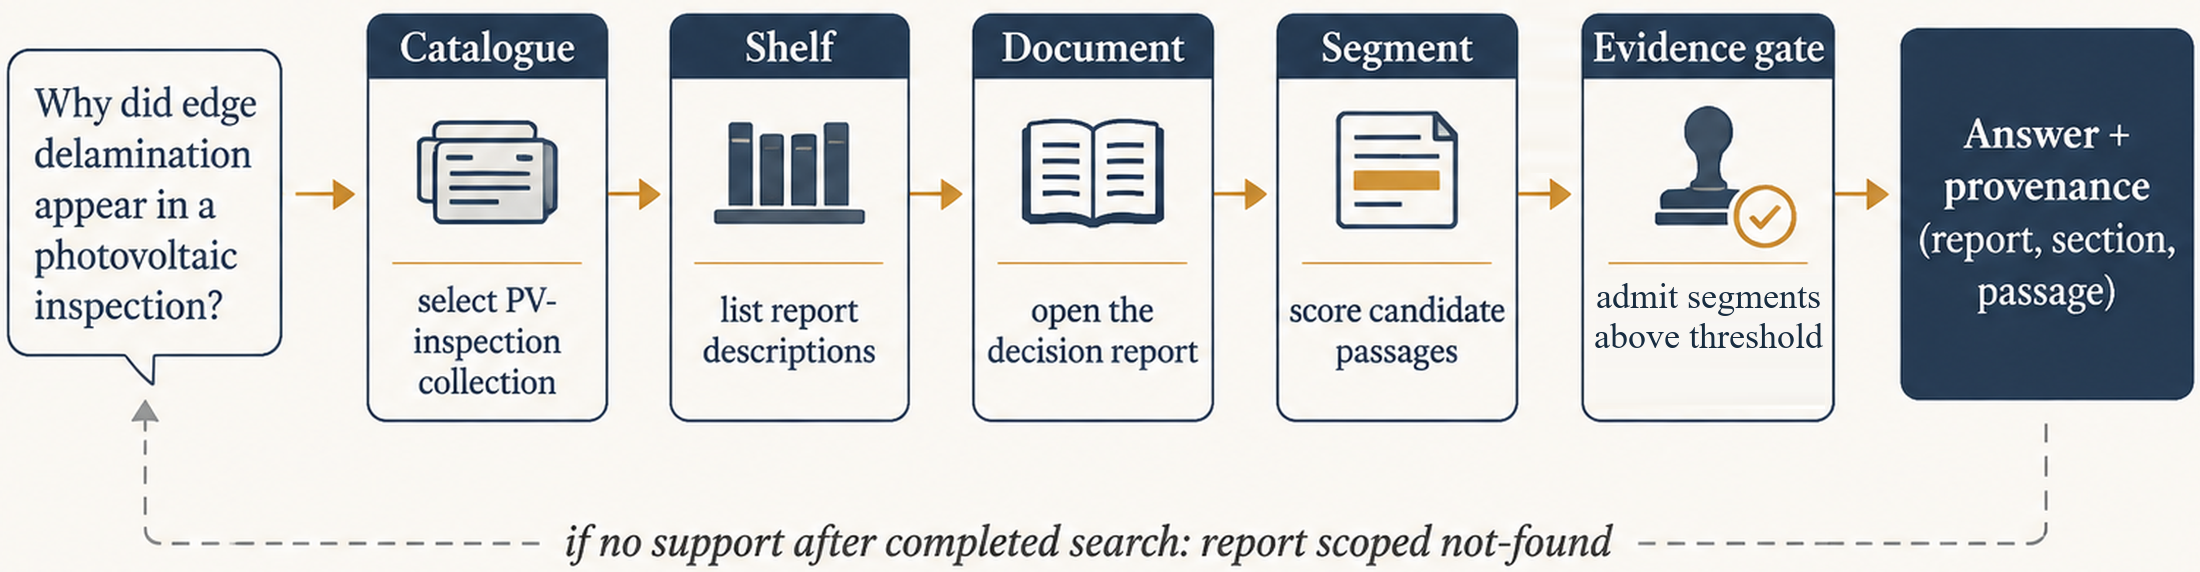 Why did edge
delamination
appear in a
photovoltaic
inspection?
Catalogue
select PV-
inspection
collection
Shelf
list report
descriptions
Document
open the
decision report
Segment
score candidate
passages
Evidence gate
admit segments
above threshold
Answer +
provenance
(report, section,
passage)
if no support after completed search: report scoped not-found